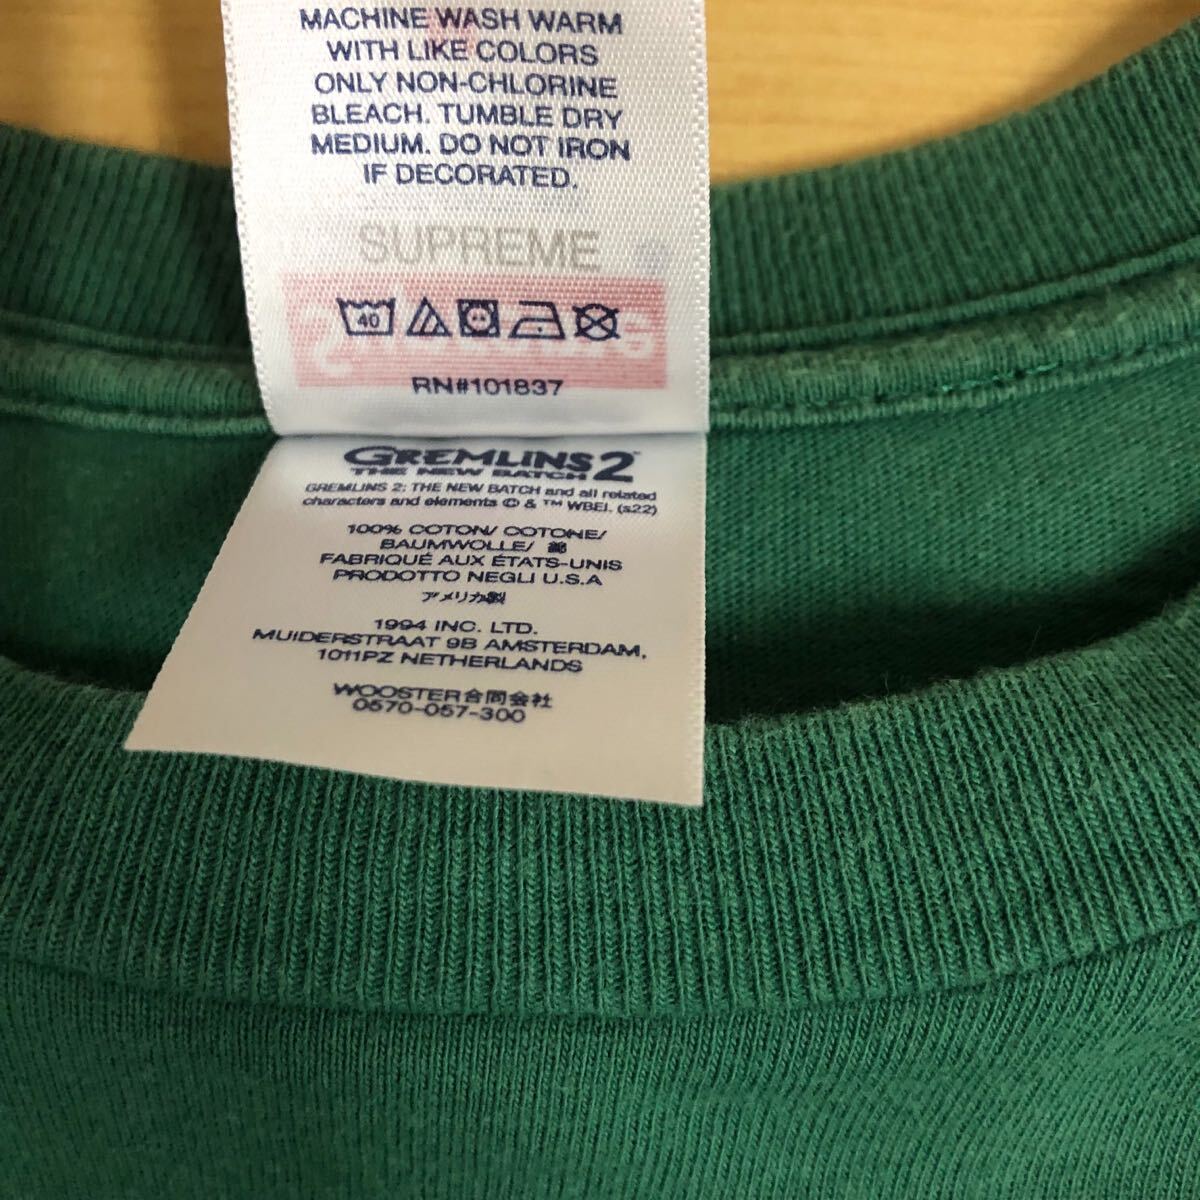 MACHINE WASH WARM
WITH LIKE COLORS
ONLY NON-CHLORINE
BLEACH. TUMBLE DRY
MEDIUM. DO NOT IRON
IF DECORATED.
SUPREME
40
RN#101837
GREMLINS 2™
THE NEW BATCH
GREMLINS 2: THE NEW BATCH and all related
characters and elements © & ™ WBEI. (s22)
100% COTON/ COTONE/
BAUMWOLLE/ 綿
FABRIQUÉ AUX ÉTATS-UNIS
PRODOTTO NEGLI U.S.A
アメリカ製
1994 INC. LTD.
MUIDERSTRAAT 9B AMSTERDAM,
1011PZ NETHERLANDS
WOOSTER合同会社
0570-057-300